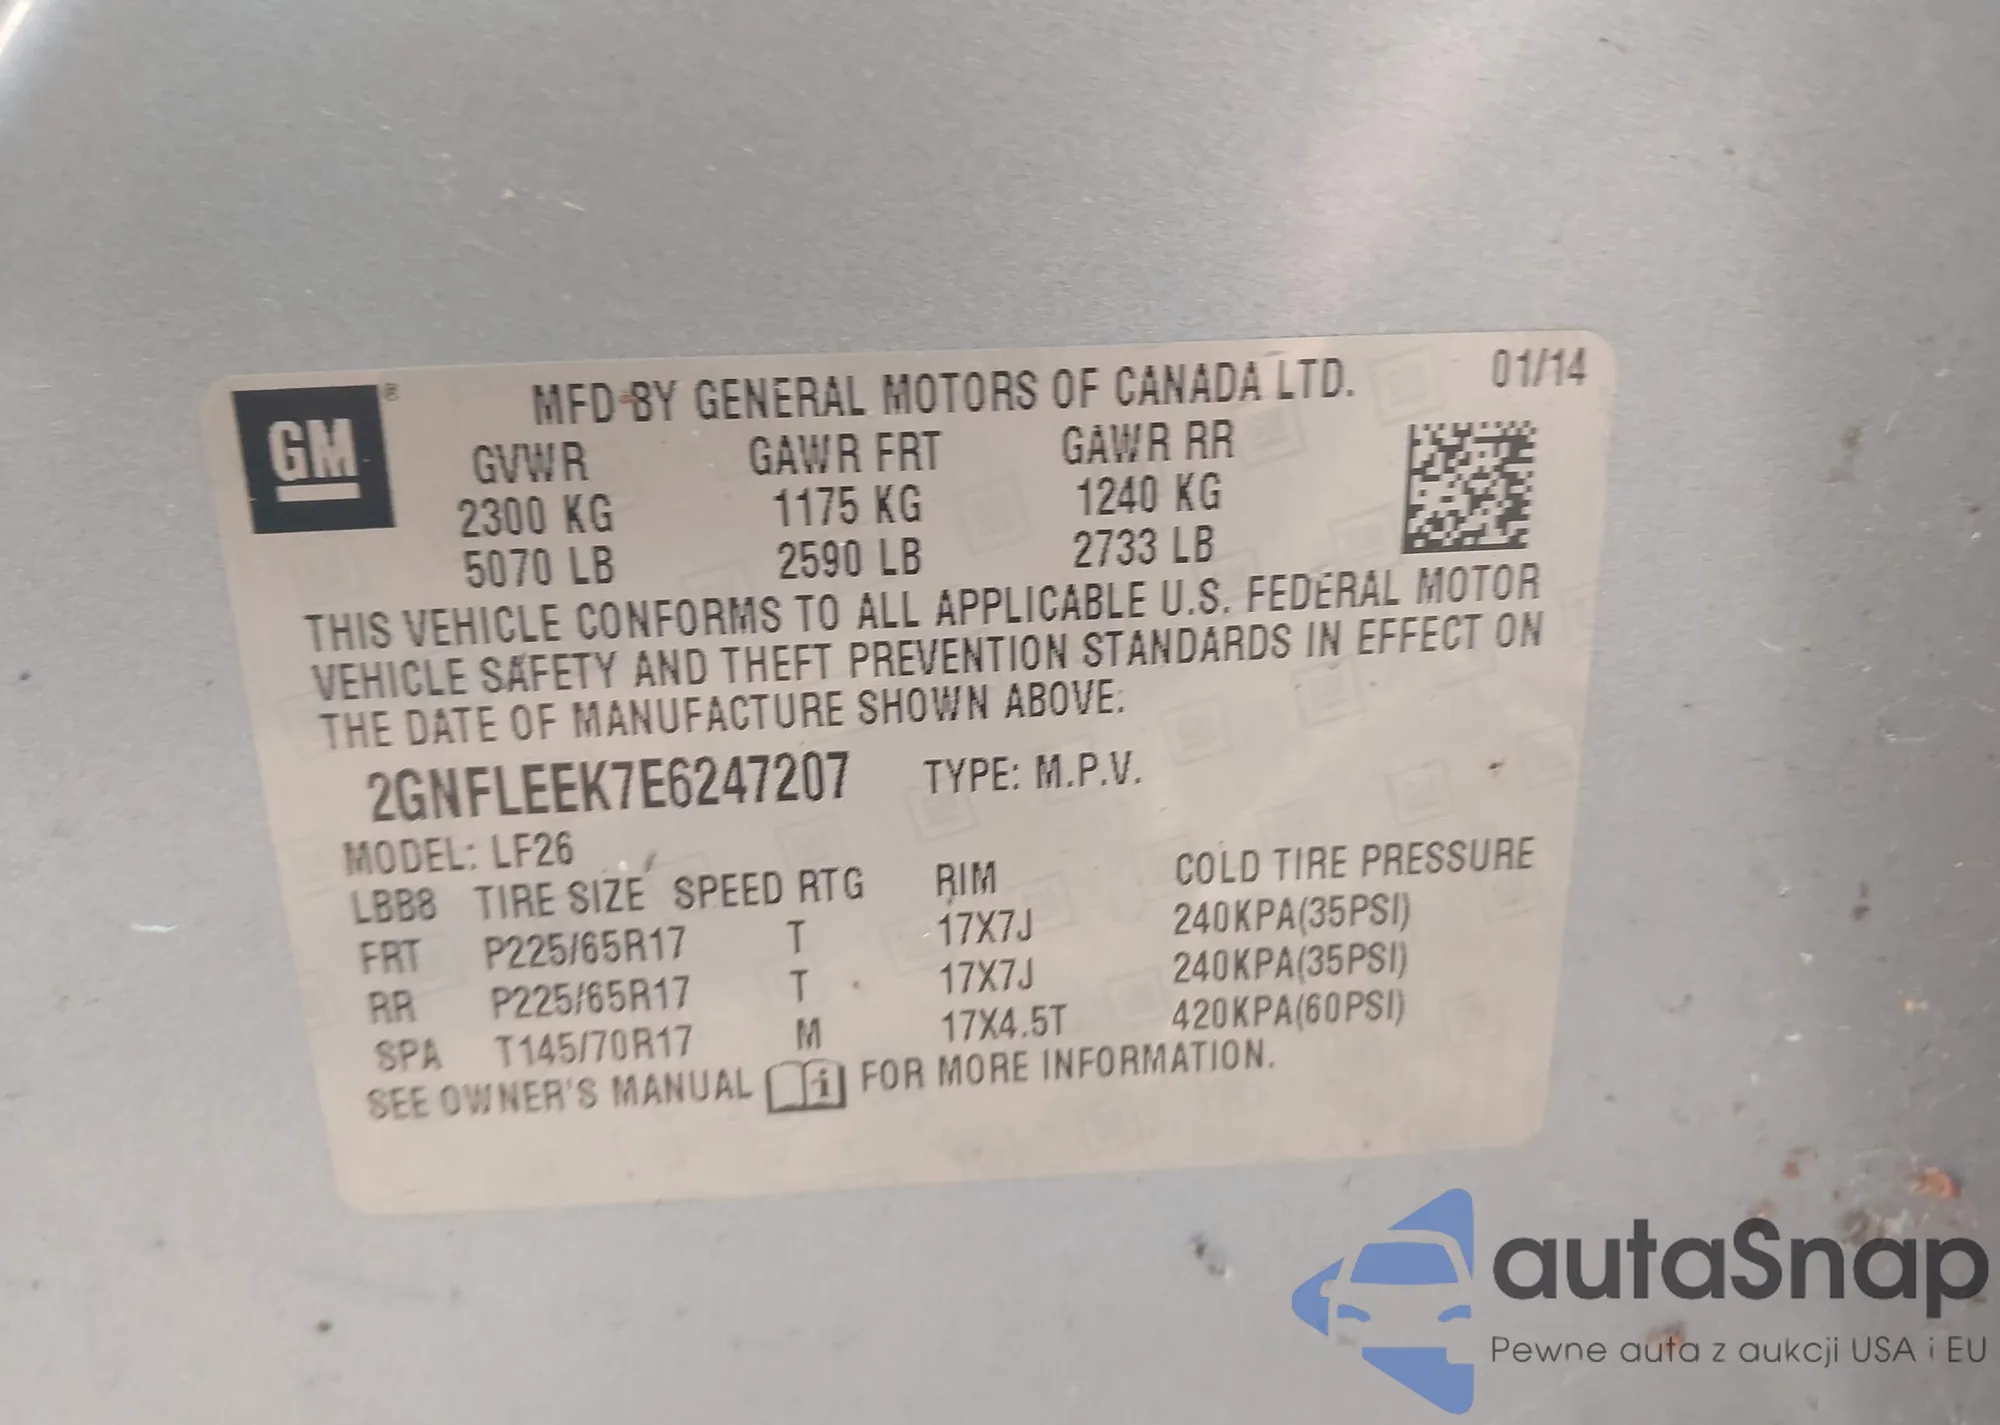 GM ®
MFD BY GENERAL MOTORS OF CANADA LTD. 01/14
GVWR GAWR FRT GAWR RR
2300 KG 1175 KG 1240 KG
5070 LB 2590 LB 2733 LB
THIS VEHICLE CONFORMS TO ALL APPLICABLE U.S. FEDERAL MOTOR
VEHICLE SAFETY AND THEFT PREVENTION STANDARDS IN EFFECT ON
THE DATE OF MANUFACTURE SHOWN ABOVE:
2GNFLEEK7E6247207 TYPE: M.P.V.
MODEL: LF26
LBB8 TIRE SIZE SPEED RTG RIM COLD TIRE PRESSURE
FRT P225/65R17 T 17X7J 240KPA(35PSI)
RR P225/65R17 T 17X7J 240KPA(35PSI)
SPA T145/70R17 M 17X4.5T 420KPA(60PSI)
SEE OWNER'S MANUAL i FOR MORE INFORMATION.
autaSnap
Pewne auta z aukcji USA i EU